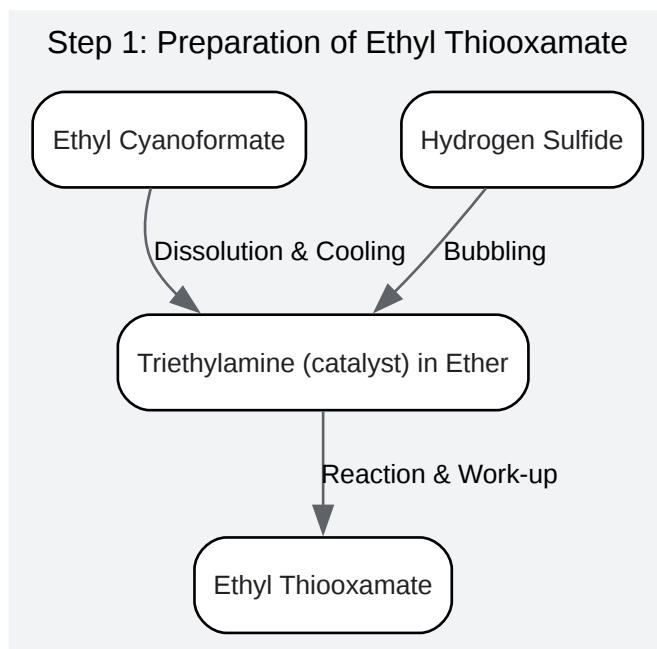 Step 1: Preparation of Ethyl Thiooxamate
Ethyl Cyanoformate
Hydrogen Sulfide
Dissolution & Cooling
Bubbling
Triethylamine (catalyst) in Ether
Reaction & Work-up
Ethyl Thiooxamate